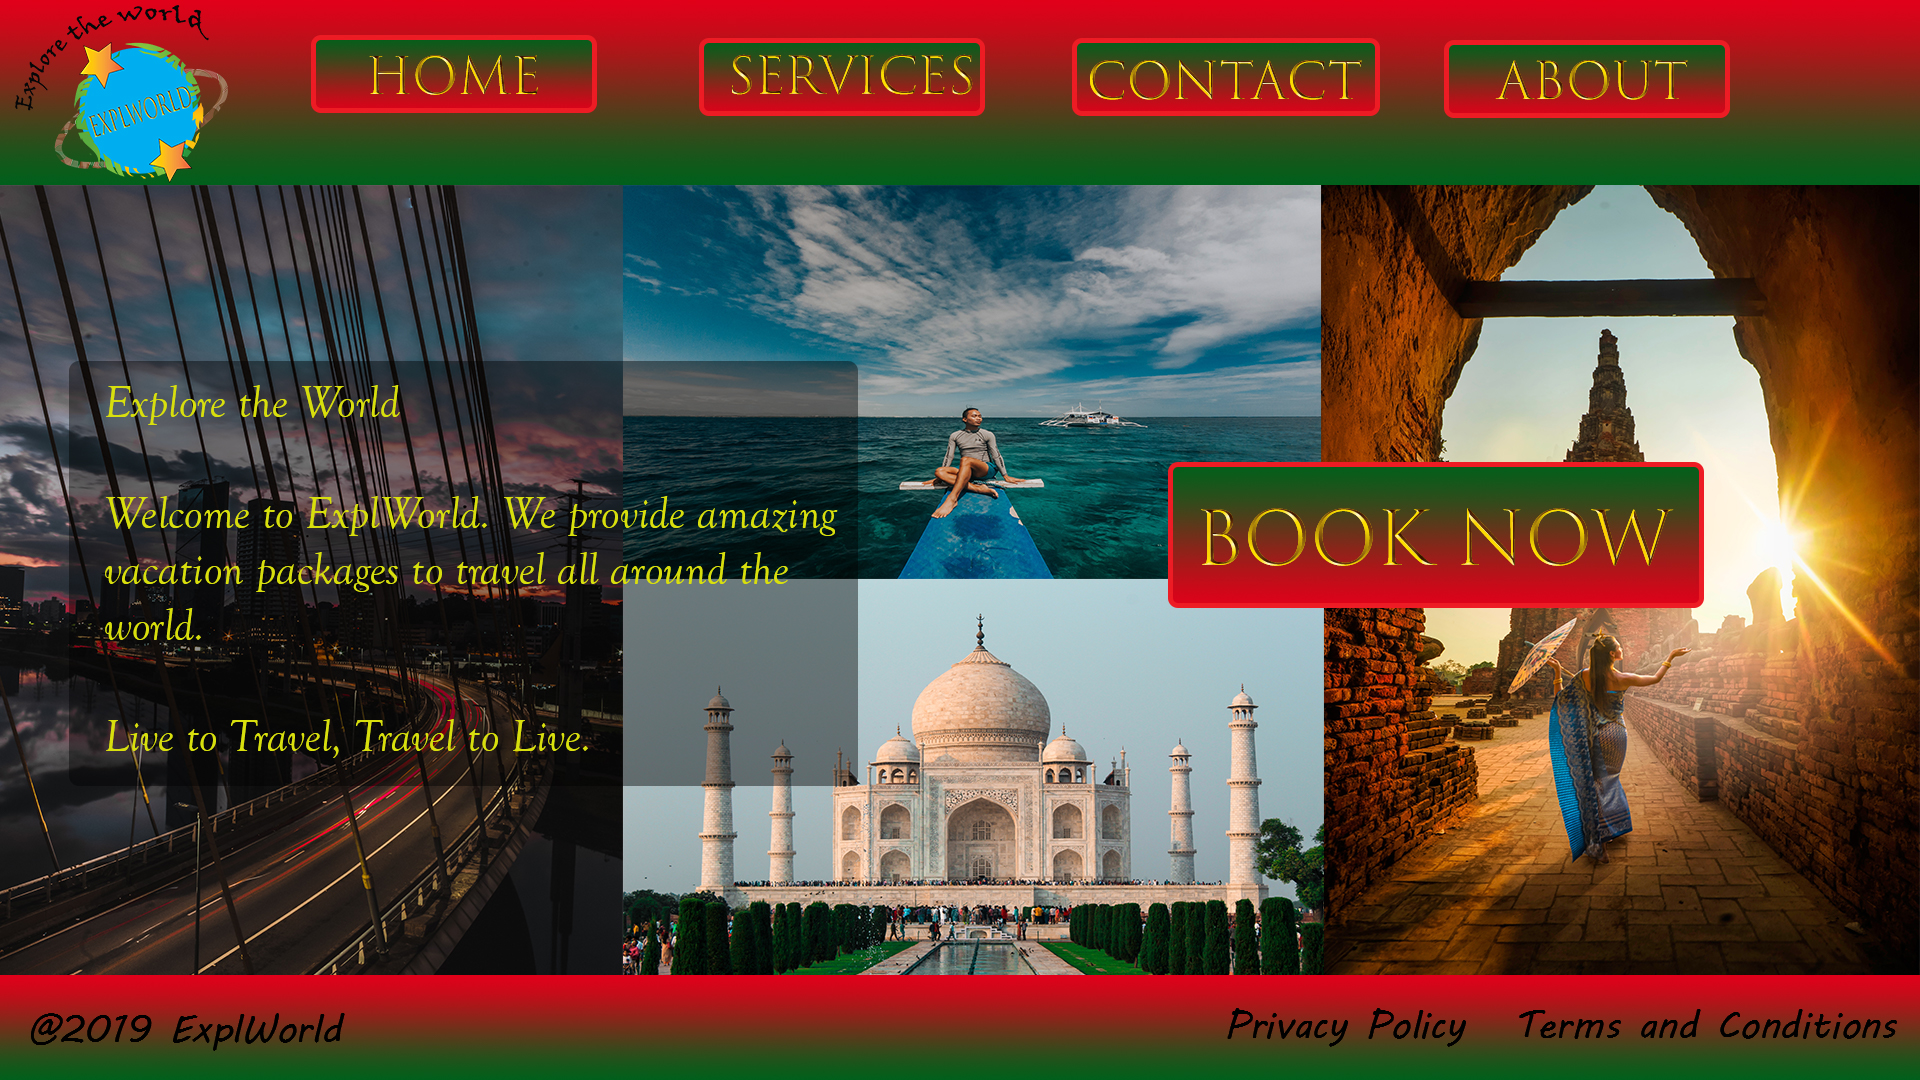 Explore the world
EXPLWORLD
HOME
SERVICES
CONTACT
ABOUT
Explore the World
Welcome to ExplWorld. We provide amazing
vacation packages to travel all around the
world.
Live to Travel, Travel to Live.
BOOK NOW
@2019 ExplWorld
Privacy Policy
Terms and Conditions